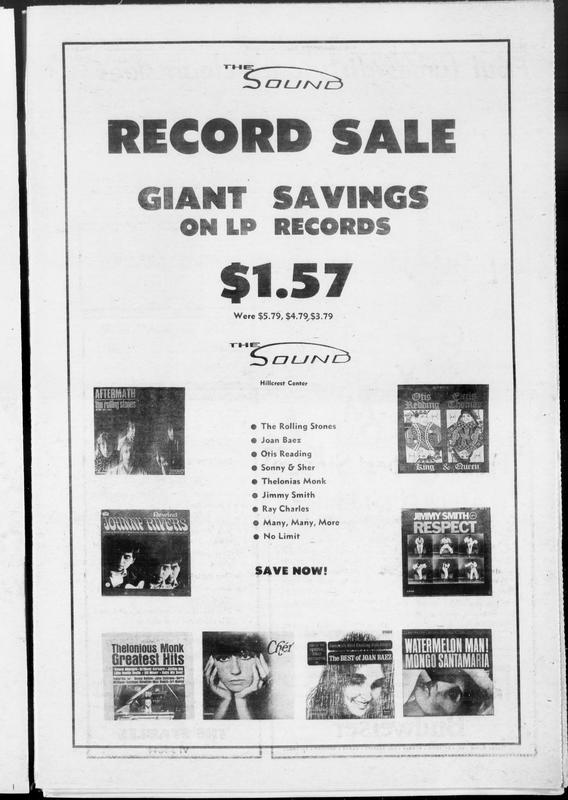 THE
SOUND
RECORD SALE
GIANT SAVINGS
ON LP RECORDS
$1.57
Were $5.79, $4.79, $3.79
THE
SOUND
Hillcrest Center
AFTERMATH
the rolling stones
Otis Redding
Carla Thomas
King & Queen
The Rolling Stones
Joan Baez
Otis Reading
Sonny & Sher
Thelonias Monk
Jimmy Smith
Ray Charles
Many, Many, More
No Limit
SAVE NOW!
Rewind
JOHNNY RIVERS
JIMMY SMITH
RESPECT
Thelonious Monk
Greatest Hits
Chér
The BEST of JOAN BAEZ
WATERMELON MAN!
MONGO SANTAMARIA